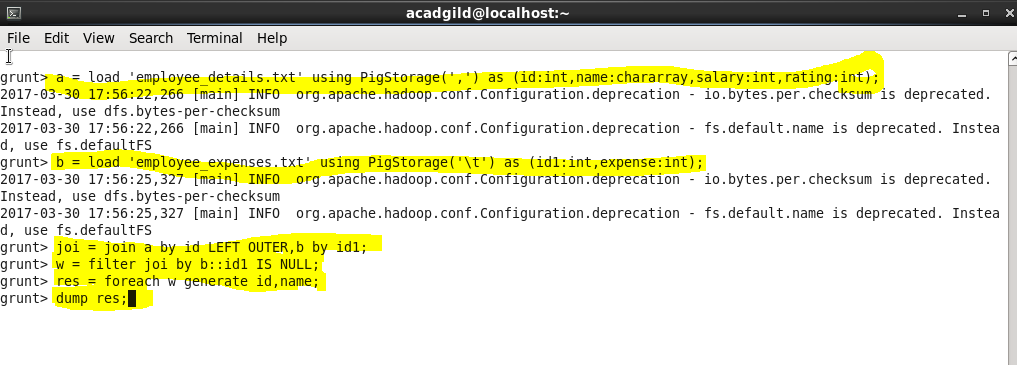 acadgild@localhost:~
File Edit View Search Terminal Help
grunt> a = load 'employee_details.txt' using PigStorage(',') as (id:int,name:chararray,salary:int,rating:int);
2017-03-30 17:56:22,266 [main] INFO  org.apache.hadoop.conf.Configuration.deprecation - io.bytes.per.checksum is deprecated.
Instead, use dfs.bytes-per-checksum
2017-03-30 17:56:22,266 [main] INFO  org.apache.hadoop.conf.Configuration.deprecation - fs.default.name is deprecated. Instea
d, use fs.defaultFS
grunt> b = load 'employee_expenses.txt' using PigStorage('\t') as (id1:int,expense:int);
2017-03-30 17:56:25,327 [main] INFO  org.apache.hadoop.conf.Configuration.deprecation - io.bytes.per.checksum is deprecated.
Instead, use dfs.bytes-per-checksum
2017-03-30 17:56:25,327 [main] INFO  org.apache.hadoop.conf.Configuration.deprecation - fs.default.name is deprecated. Instea
d, use fs.defaultFS
grunt> joi = join a by id LEFT OUTER,b by id1;
grunt> w = filter joi by b::id1 IS NULL;
grunt> res = foreach w generate id,name;
grunt> dump res;